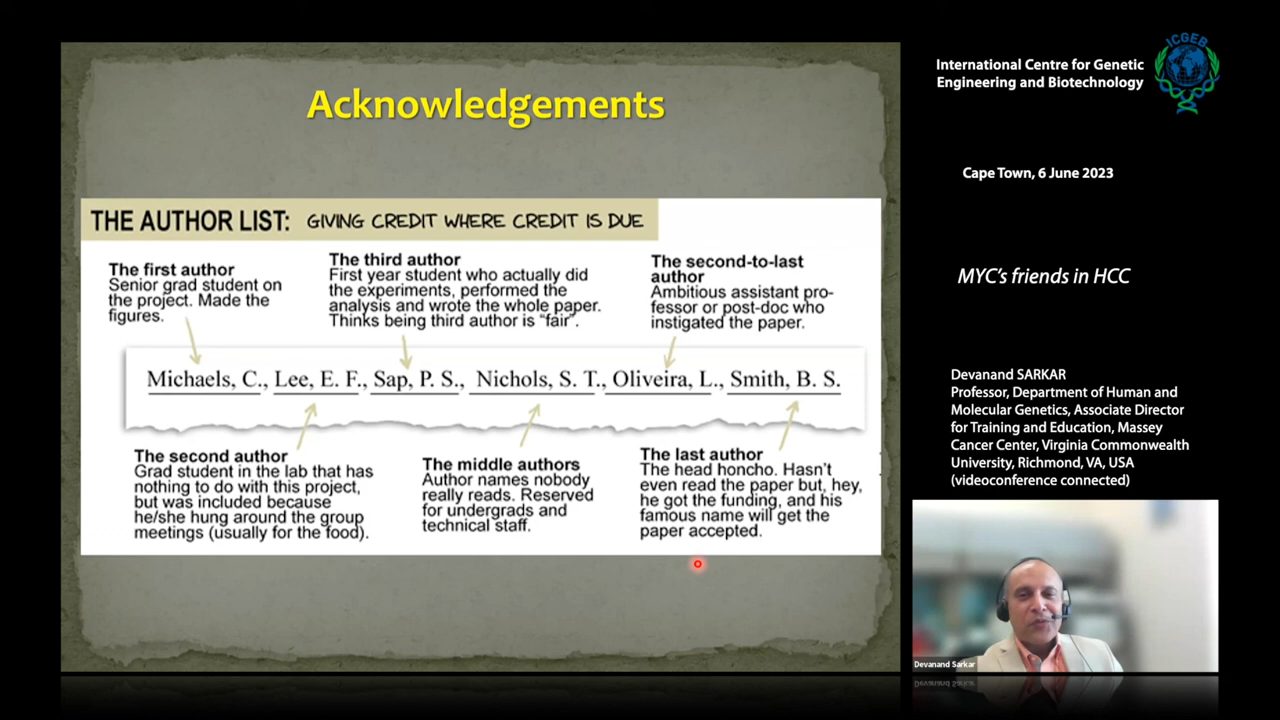 Acknowledgements
THE AUTHOR LIST: GIVING CREDIT WHERE CREDIT IS DUE
The first author
Senior grad student on
the project. Made the
figures.
The third author
First year student who actually did
the experiments, performed the
analysis and wrote the whole paper.
Thinks being third author is "fair".
The second-to-last
author
Ambitious assistant pro-
fessor or post-doc who
instigated the paper.
Michaels, C., Lee, E. F., Sap, P. S., Nichols, S. T., Oliveira, L., Smith, B. S.
The second author
Grad student in the lab that has
nothing to do with this project,
but was included because
he/she hung around the group
meetings (usually for the food).
The middle authors
Author names nobody
really reads. Reserved
for undergrads and
technical staff.
The last author
The head honcho. Hasn't
even read the paper but, hey,
he got the funding, and his
famous name will get the
paper accepted.
International Centre for Genetic
Engineering and Biotechnology
ICGEB
Cape Town, 6 June 2023
MYC's friends in HCC
Devanand SARKAR
Professor, Department of Human and
Molecular Genetics, Associate Director
for Training and Education, Massey
Cancer Center, Virginia Commonwealth
University, Richmond, VA, USA
(videoconference connected)
Devanand Sarkar